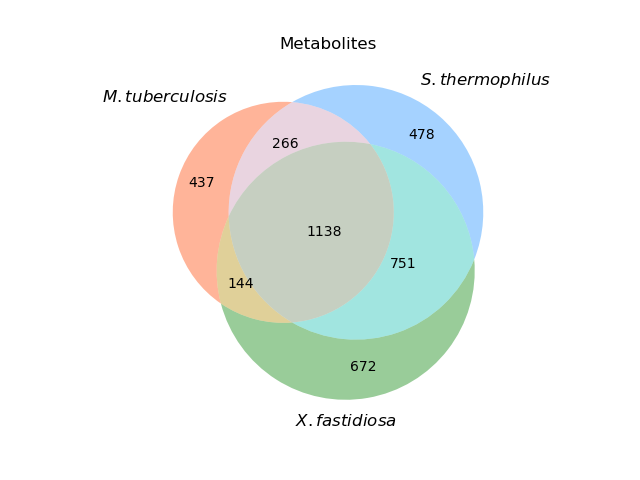 Metabolites
S. thermophilus
M. tuberculosis
478
266
437
1138
751
144
672
X. fastidiosa